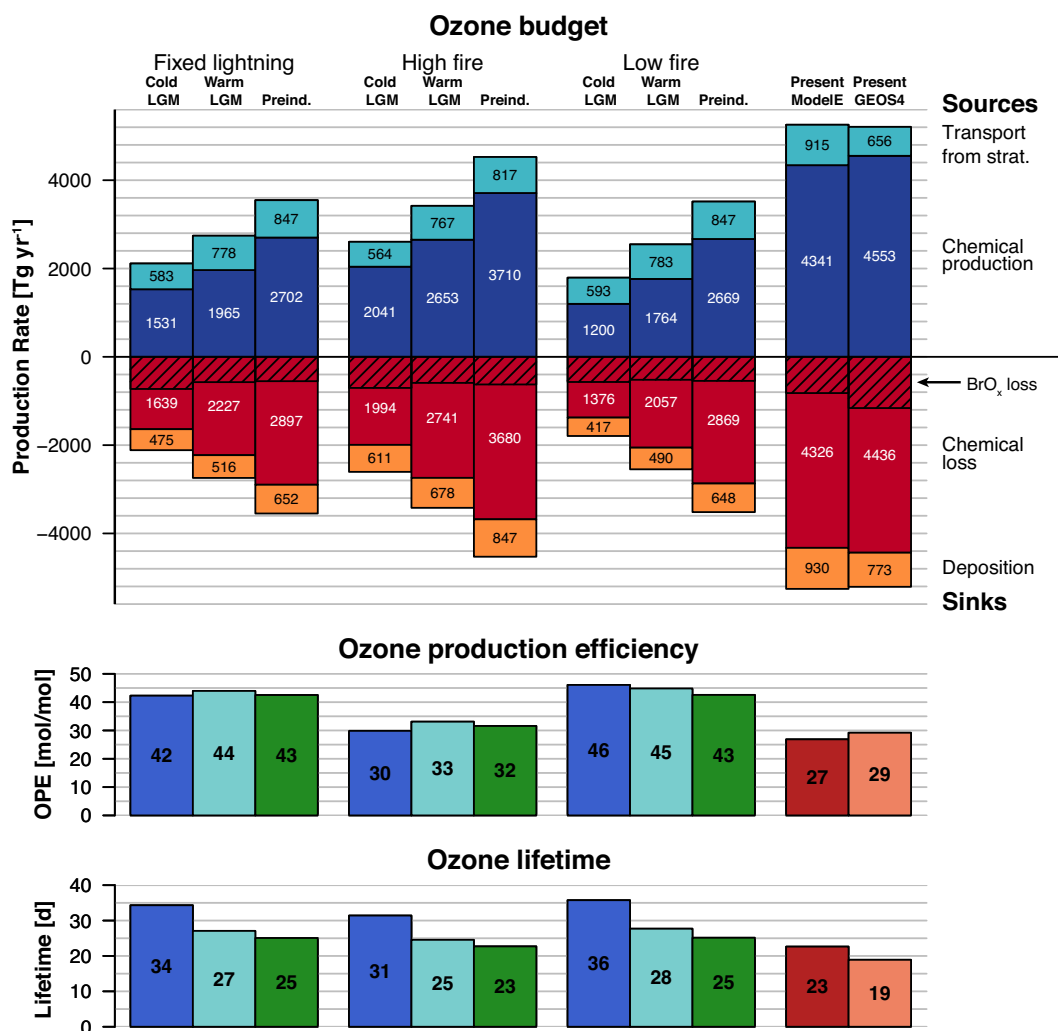 Ozone budget
Fixed lightning High fire Low fire
Cold LGM Warm LGM Preind. Cold LGM Warm LGM Preind. Cold LGM Warm LGM Preind. Present ModelE Present GEOS4
Sources
Transport from strat.
Chemical production
BrOₓ loss
Chemical loss
Deposition
Sinks
Production Rate [Tg yr⁻¹]
4000
2000
0
−2000
−4000
583 778 847 564 767 817 593 783 847 915 656
1531 1965 2702 2041 2653 3710 1200 1764 2669 4341 4553
1639 2227 2897 1994 2741 3680 1376 2057 2869 4326 4436
475 516 652 611 678 847 417 490 648 930 773
Ozone production efficiency
OPE [mol/mol]
50
40
30
20
10
0
42 44 43 30 33 32 46 45 43 27 29
Ozone lifetime
Lifetime [d]
40
30
20
10
0
34 27 25 31 25 23 36 28 25 23 19